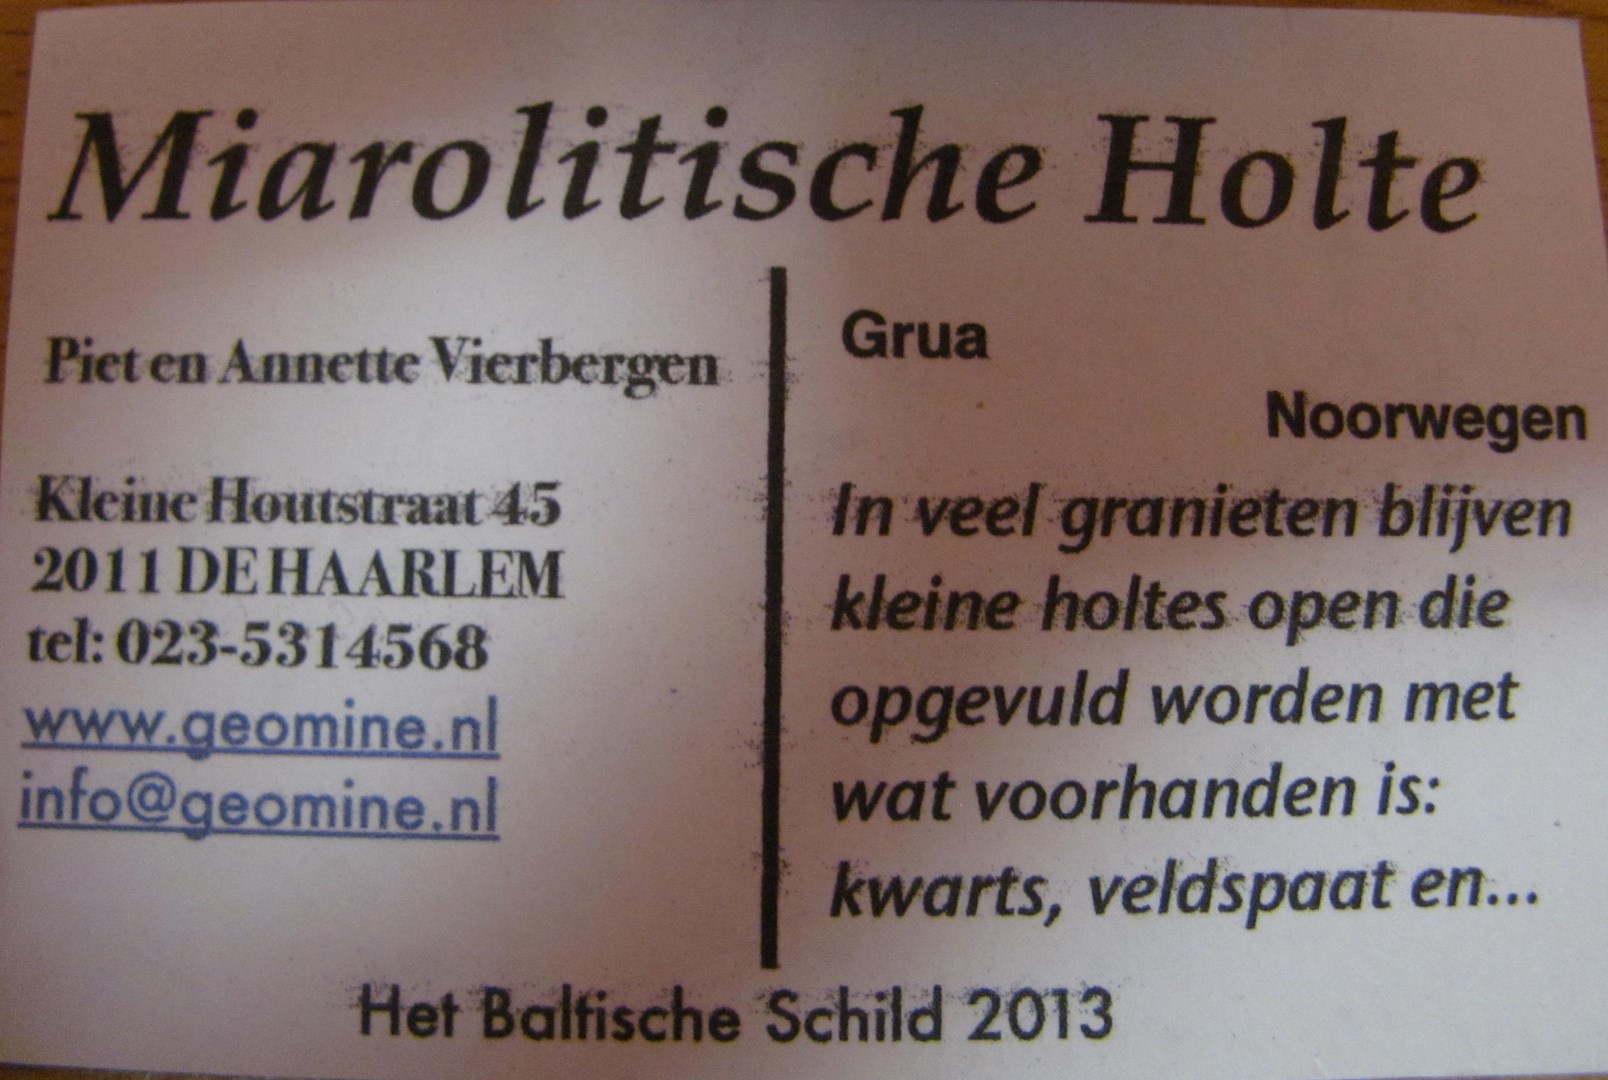 Miarolitische Holte
Piet en Annette Vierbergen
Kleine Houtstraat 45
2011 DE HAARLEM
tel: 023-5314568
www.geomine.nl
info@geomine.nl
Grua
Noorwegen
In veel granieten blijven
kleine holtes open die
opgevuld worden met
wat voorhanden is:
kwarts, veldspaat en...
Het Baltische Schild 2013